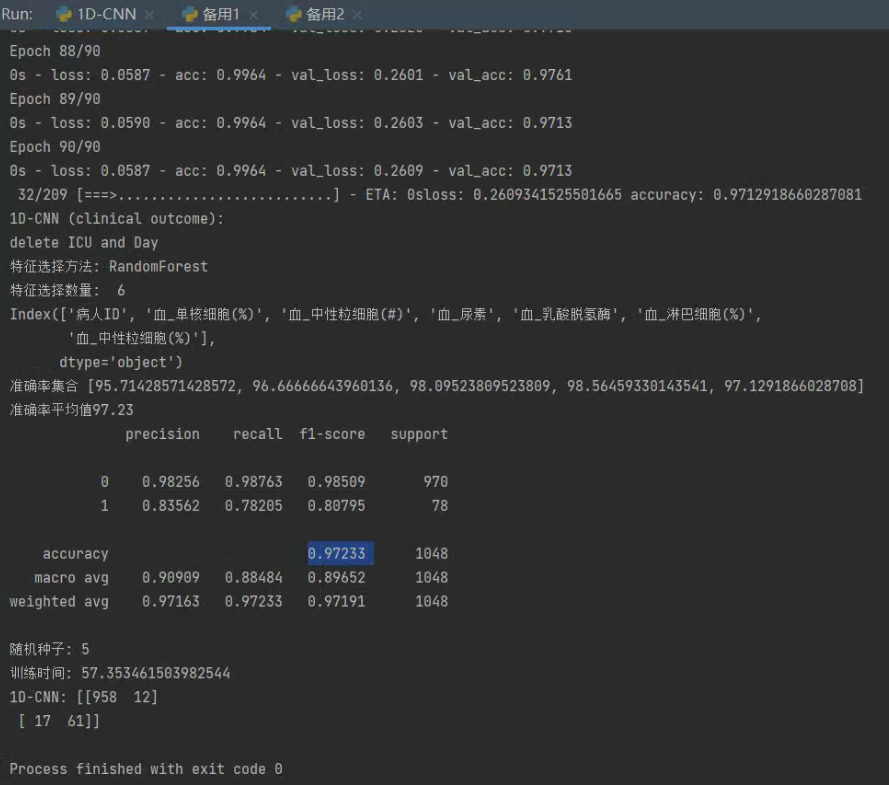 Run: 1D-CNN × 备用1 × 备用2 ×
Epoch 88/90
0s - loss: 0.0587 - acc: 0.9964 - val_loss: 0.2601 - val_acc: 0.9761
Epoch 89/90
0s - loss: 0.0590 - acc: 0.9964 - val_loss: 0.2603 - val_acc: 0.9713
Epoch 90/90
0s - loss: 0.0587 - acc: 0.9964 - val_loss: 0.2609 - val_acc: 0.9713
32/209 [===>..........................] - ETA: 0sloss: 0.2609341525501665 accuracy: 0.9712918660287081
1D-CNN (clinical outcome):
delete ICU and Day
特征选择方法: RandomForest
特征选择数量: 6
Index(['病人ID', '血_单核细胞(%)', '血_中性粒细胞(#)', '血_尿素', '血_乳酸脱氢酶', '血_淋巴细胞(%)',
'血_中性粒细胞(%)'],
dtype='object')
准确率集合 [95.71428571428572, 96.66666643960136, 98.09523809523809, 98.56459330143541, 97.1291866028708]
准确率平均值97.23
precision recall f1-score support
0 0.98256 0.98763 0.98509 970
1 0.83562 0.78205 0.80795 78
accuracy 0.97233 1048
macro avg 0.90909 0.88484 0.89652 1048
weighted avg 0.97163 0.97233 0.97191 1048
随机种子: 5
训练时间: 57.353461503982544
1D-CNN: [[958 12]
[ 17 61]]
Process finished with exit code 0